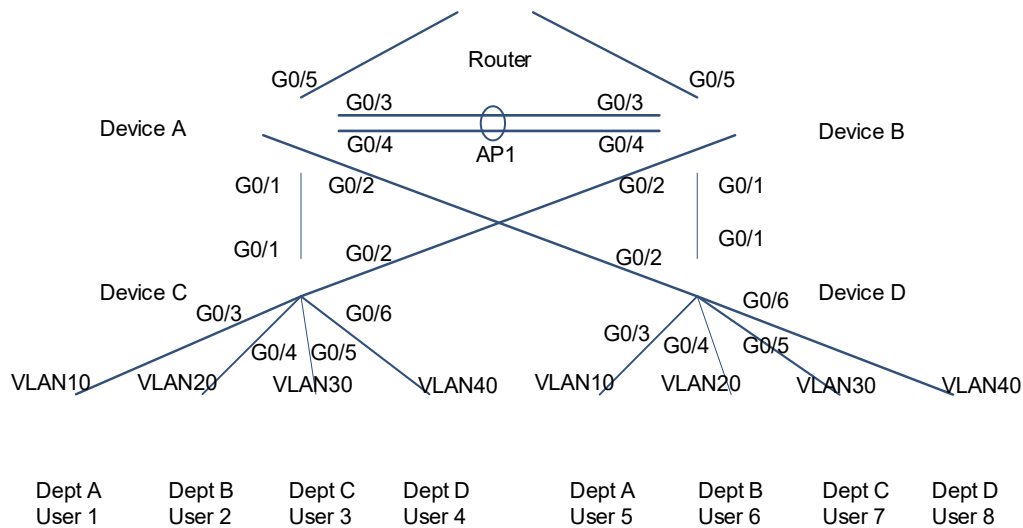 Router
G0/5
G0/5
G0/3
G0/3
Device A
Device B
G0/4
G0/4
AP1
G0/1
G0/2
G0/2
G0/1
G0/1
G0/2
G0/2
G0/1
Device C
Device D
G0/3
G0/6
G0/6
G0/3
G0/4
G0/5
G0/4
G0/5
VLAN10
VLAN20
VLAN30
VLAN40
VLAN10
VLAN20
VLAN30
VLAN40
Dept A
User 1
Dept B
User 2
Dept C
User 3
Dept D
User 4
Dept A
User 5
Dept B
User 6
Dept C
User 7
Dept D
User 8